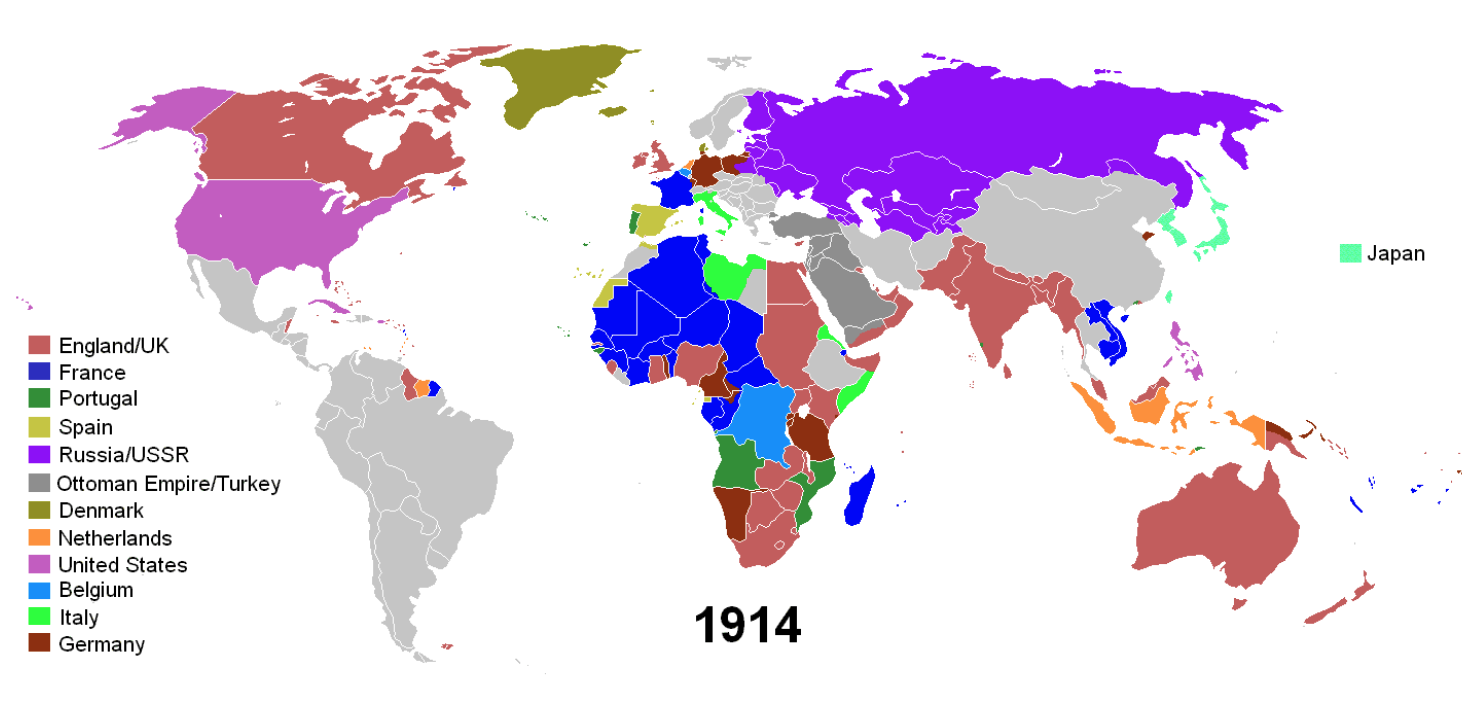 Japan
England/UK
France
Portugal
Spain
Russia/USSR
Ottoman Empire/Turkey
Denmark
Netherlands
United States
Belgium
Italy
Germany
1914